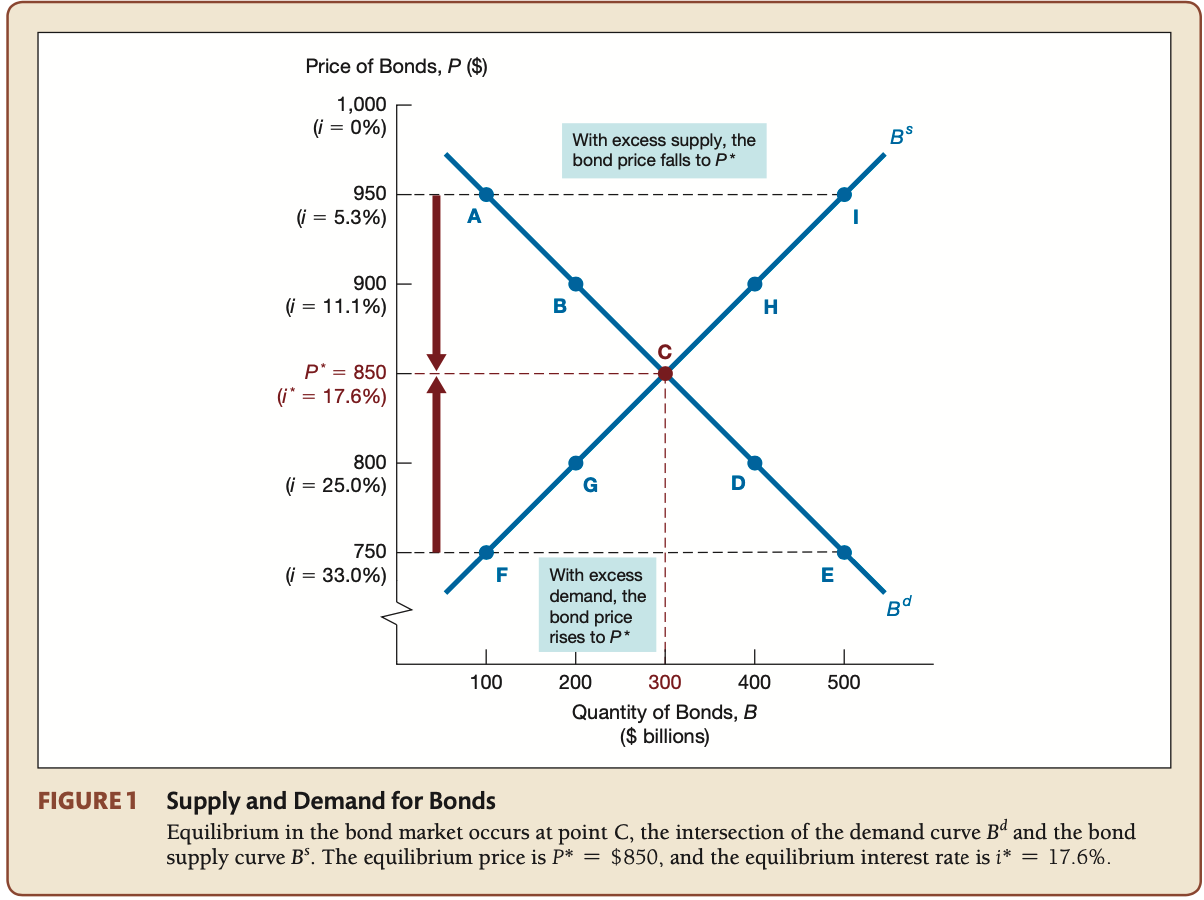 Price of Bonds, P ($)
1,000
(i = 0%)
With excess supply, the
bond price falls to P*
Bˢ
950
(i = 5.3%)
A
I
900
(i = 11.1%)
B
H
C
P* = 850
(i* = 17.6%)
800
(i = 25.0%)
G
D
750
(i = 33.0%)
F
E
With excess
demand, the
bond price
rises to P*
Bᵈ
100 200 300 400 500
Quantity of Bonds, B
($ billions)
FIGURE 1 Supply and Demand for Bonds
Equilibrium in the bond market occurs at point C, the intersection of the demand curve Bᵈ and the bond
supply curve Bˢ. The equilibrium price is P* = $850, and the equilibrium interest rate is i* = 17.6%.